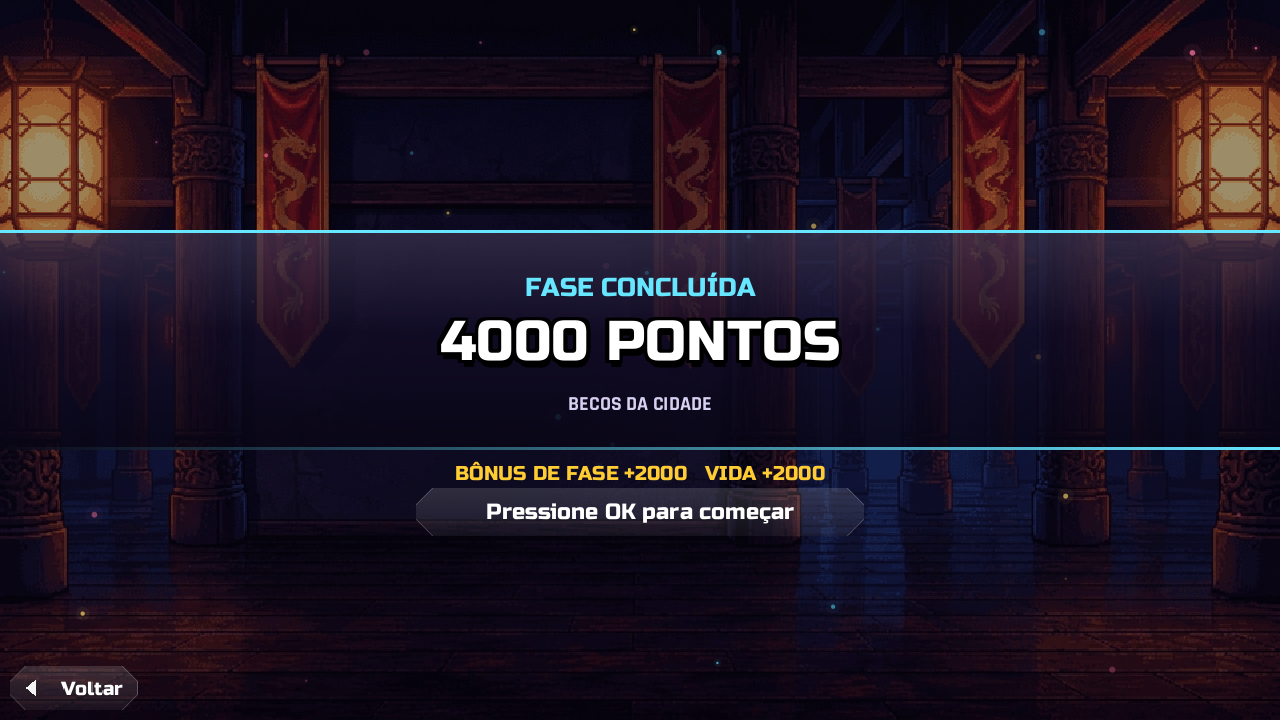 FASE CONCLUÍDA
4000 PONTOS
BECOS DA CIDADE
BÔNUS DE FASE +2000 VIDA +2000
Pressione OK para começar
Voltar